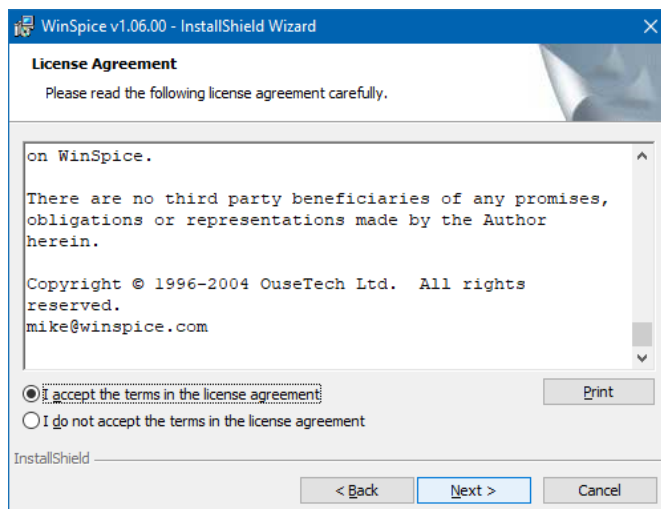 WinSpice v1.06.00 - InstallShield Wizard
License Agreement
Please read the following license agreement carefully.
on WinSpice.
There are no third party beneficiaries of any promises,
obligations or representations made by the Author
herein.
Copyright © 1996-2004 OuseTech Ltd.  All rights
reserved.
mike@winspice.com
I accept the terms in the license agreement
Print
I do not accept the terms in the license agreement
InstallShield
< Back
Next >
Cancel